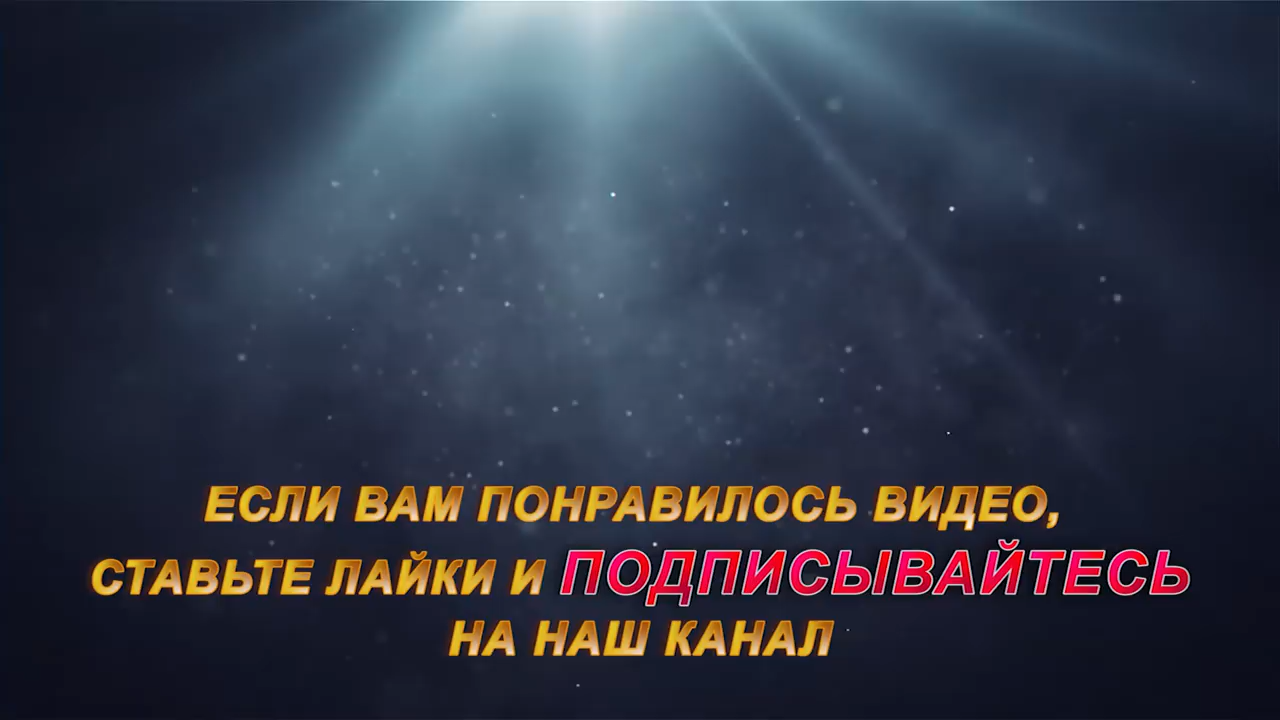 ЕСЛИ ВАМ ПОНРАВИЛОСЬ ВИДЕО,
СТАВЬТЕ ЛАЙКИ И ПОДПИСЫВАЙТЕСЬ
НА НАШ КАНАЛ